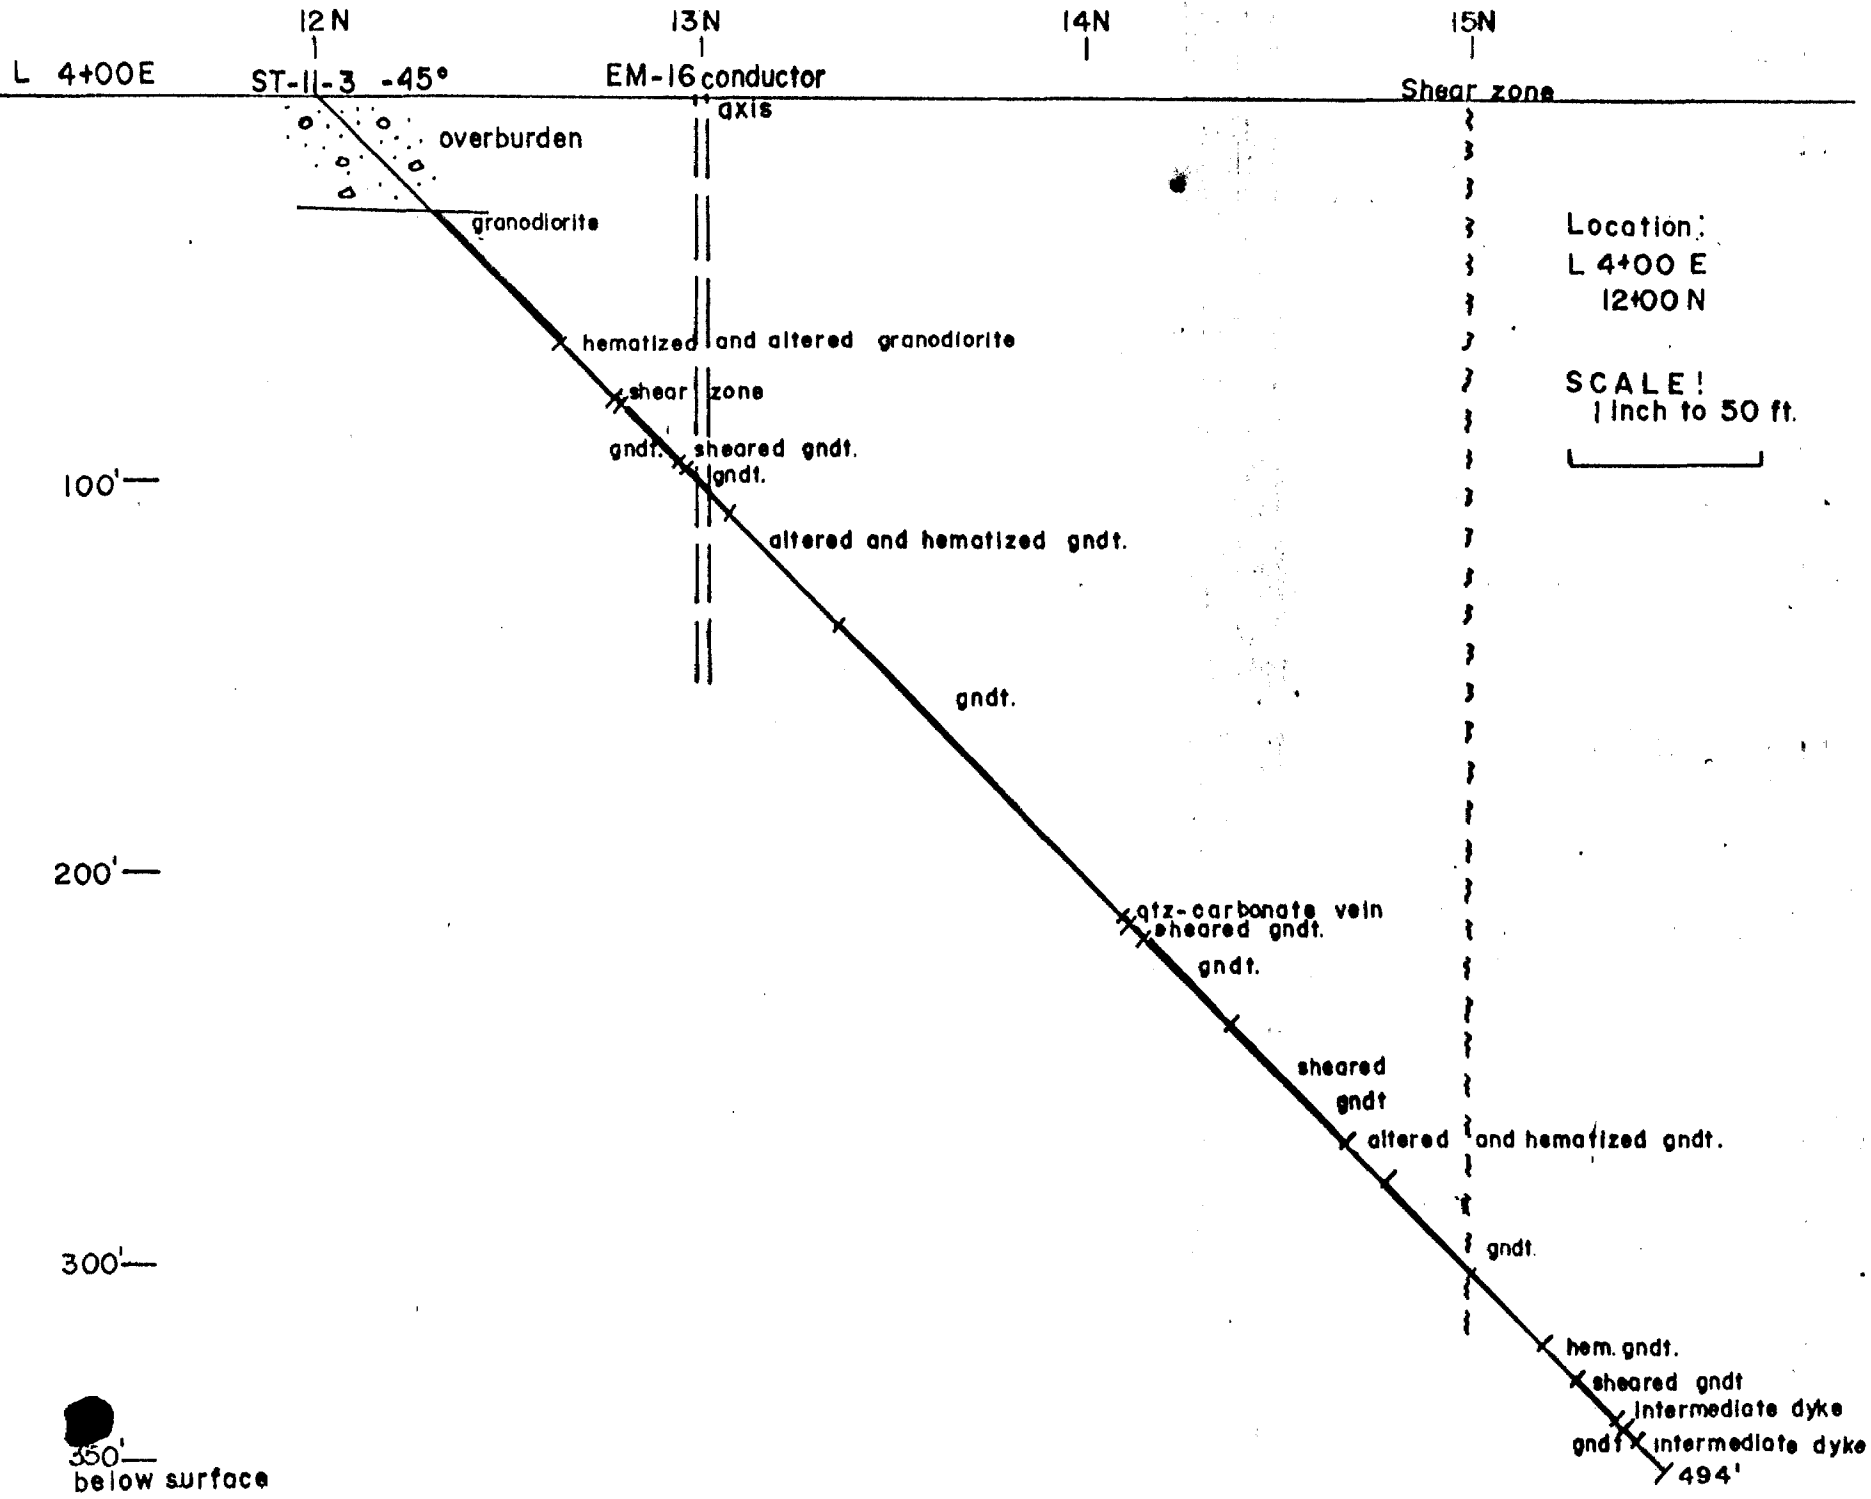 12N 13N 14N 15N
L 4+00E ST-11-3 -45° EM-16 conductor
axis
Shear zone
overburden
granodiorite
Location:
L 4+00 E
12+00 N
hematized and altered granodiorite
SCALE!
1 Inch to 50 ft.
shear zone
gndt. sheared gndt.
gndt.
100'
altered and hematized gndt.
gndt.
200'
qtz-carbonate vein
sheared gndt.
gndt.
sheared
gndt
altered and hematized gndt.
gndt.
300'
hem. gndt.
sheared gndt
Intermediate dyke
gndt intermediate dyke
350'
below surface
494'